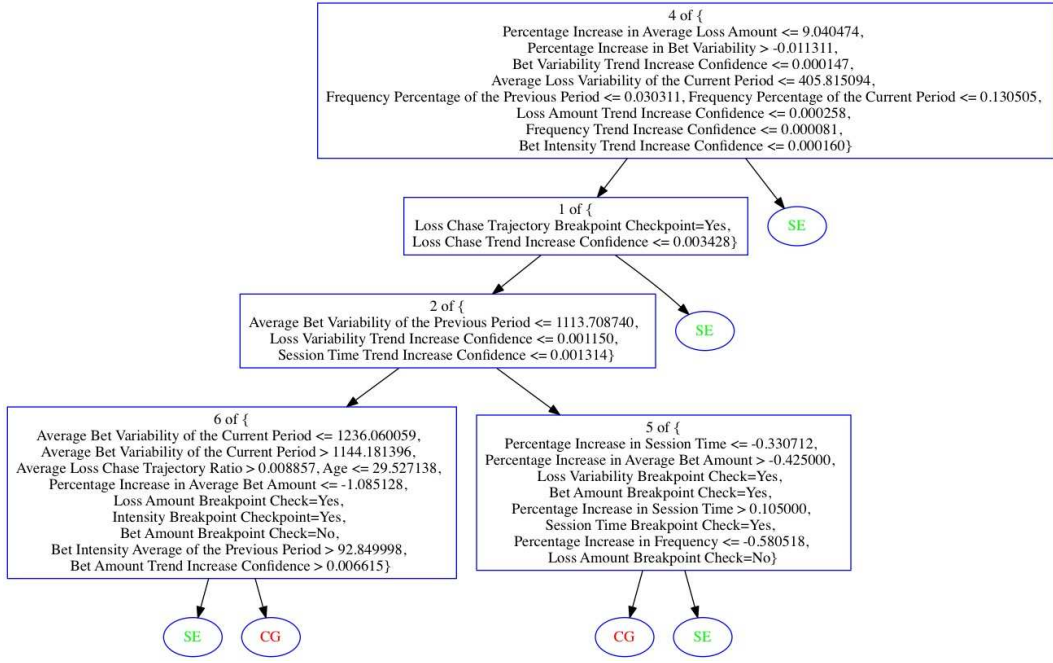 4 of {
Percentage Increase in Average Loss Amount <= 9.040474,
Percentage Increase in Bet Variability > -0.011311,
Bet Variability Trend Increase Confidence <= 0.000147,
Average Loss Variability of the Current Period <= 405.815094,
Frequency Percentage of the Previous Period <= 0.030311, Frequency Percentage of the Current Period <= 0.130505,
Loss Amount Trend Increase Confidence <= 0.000258,
Frequency Trend Increase Confidence <= 0.000081,
Bet Intensity Trend Increase Confidence <= 0.000160}
1 of {
Loss Chase Trajectory Breakpoint Checkpoint=Yes,
Loss Chase Trend Increase Confidence <= 0.003428}
SE
2 of {
Average Bet Variability of the Previous Period <= 1113.708740,
Loss Variability Trend Increase Confidence <= 0.001150,
Session Time Trend Increase Confidence <= 0.001314}
SE
6 of {
Average Bet Variability of the Current Period <= 1236.060059,
Average Bet Variability of the Current Period > 1144.181396,
Average Loss Chase Trajectory Ratio > 0.008857, Age <= 29.527138,
Percentage Increase in Average Bet Amount <= -1.085128,
Loss Amount Breakpoint Check=Yes,
Intensity Breakpoint Checkpoint=Yes,
Bet Amount Breakpoint Check=No,
Bet Intensity Average of the Previous Period > 92.849998,
Bet Amount Trend Increase Confidence > 0.006615}
5 of {
Percentage Increase in Session Time <= -0.330712,
Percentage Increase in Average Bet Amount > -0.425000,
Loss Variability Breakpoint Check=Yes,
Bet Amount Breakpoint Check=Yes,
Percentage Increase in Session Time > 0.105000,
Session Time Breakpoint Check=Yes,
Percentage Increase in Frequency <= -0.580518,
Loss Amount Breakpoint Check=No}
SE
CG
CG
SE